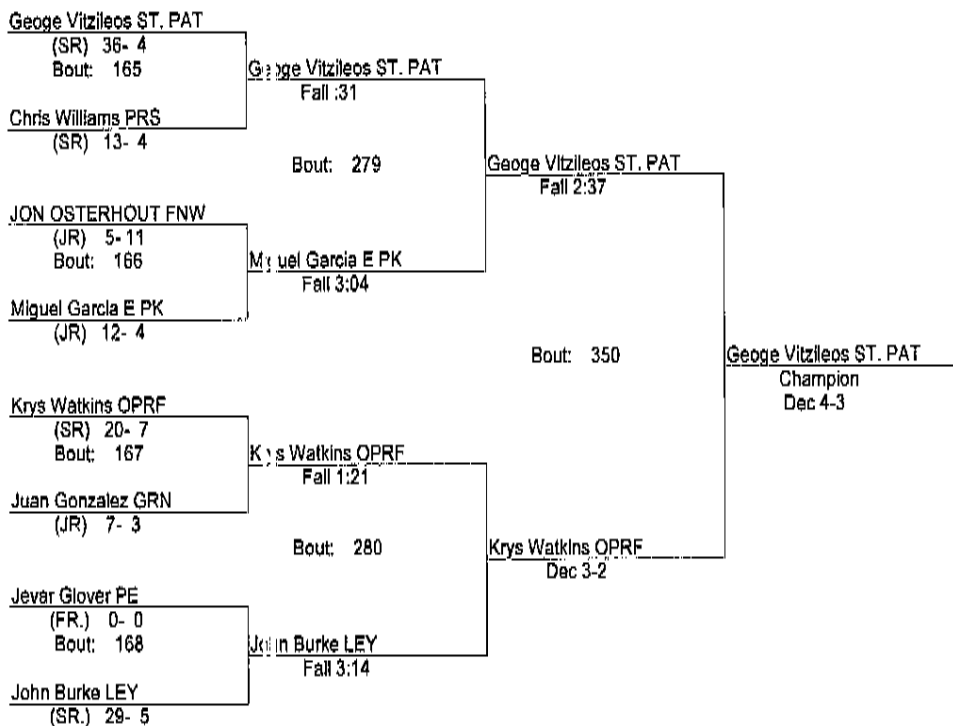 Geoge Vitzileos ST. PAT
(SR) 36- 4
Bout: 165
Chris Williams PRS
(SR) 13- 4
JON OSTERHOUT FNW
(JR) 5- 11
Bout: 166
Miguel Garcia E PK
(JR) 12- 4
Krys Watkins OPRF
(SR) 20- 7
Bout: 167
Juan Gonzalez GRN
(JR) 7- 3
Jevar Glover PE
(FR.) 0- 0
Bout: 168
John Burke LEY
(SR.) 29- 5
Geoge Vitzileos ST. PAT
Fall :31
Bout: 279
Miguel Garcia E PK
Fall 3:04
Krys Watkins OPRF
Fall 1:21
Bout: 280
John Burke LEY
Fall 3:14
Geoge Vitzileos ST. PAT
Fall 2:37
Bout: 350
Krys Watkins OPRF
Dec 3-2
Geoge Vitzileos ST. PAT
Champion
Dec 4-3